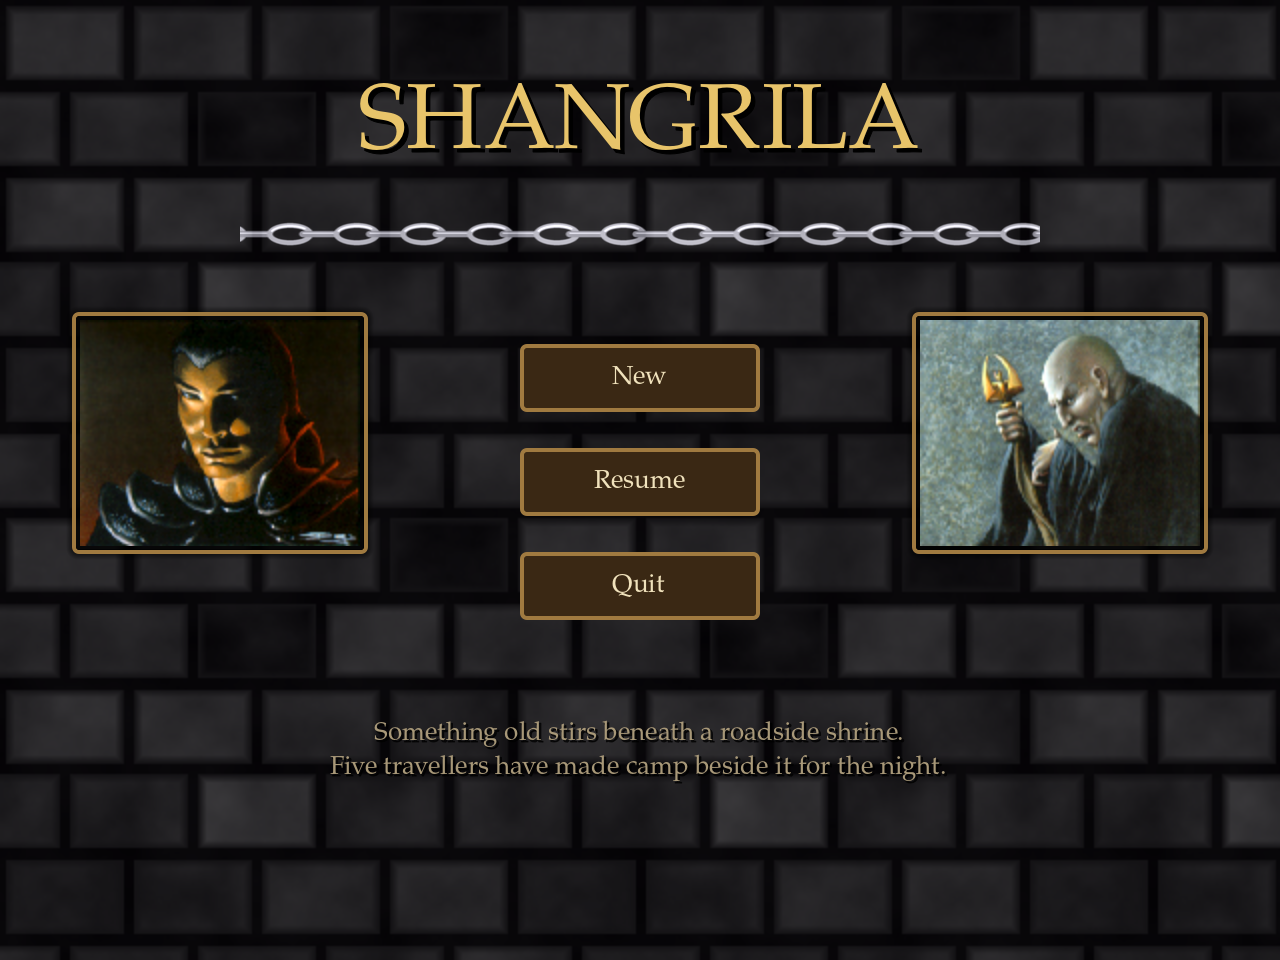 SHANGRILA
New
Resume
Quit
Something old stirs beneath a roadside shrine.
Five travellers have made camp beside it for the night.